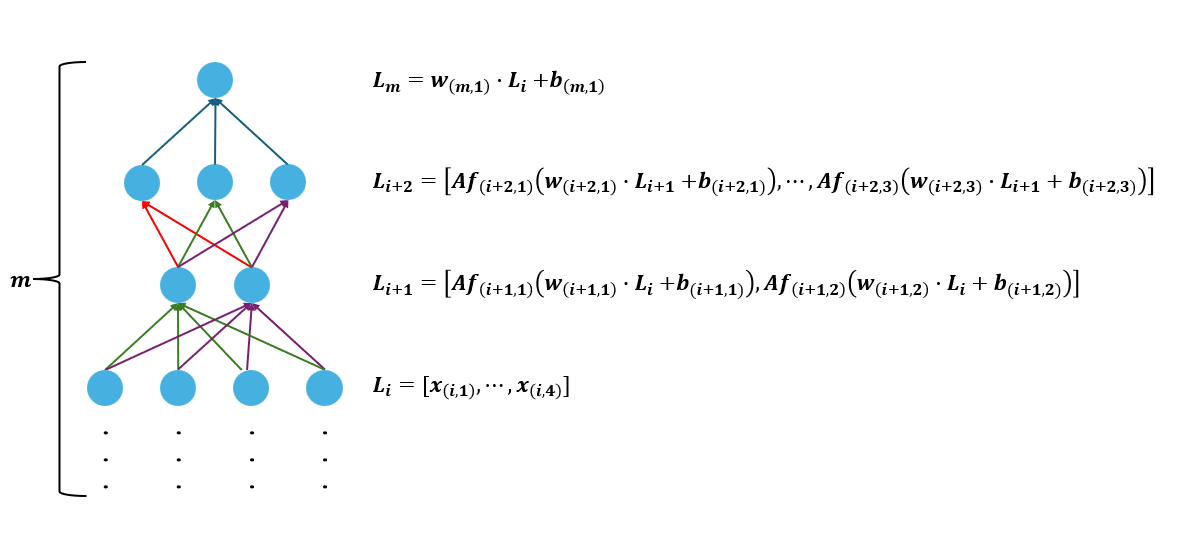 L_m = w_(m,1) · L_i + b_(m,1)
L_{i+2} = [Af_(i+2,1)(w_(i+2,1) · L_{i+1} + b_(i+2,1)), ⋯, Af_(i+2,3)(w_(i+2,3) · L_{i+1} + b_(i+2,3))]
m
L_{i+1} = [Af_(i+1,1)(w_(i+1,1) · L_i + b_(i+1,1)), Af_(i+1,2)(w_(i+1,2) · L_i + b_(i+1,2))]
L_i = [x_(i,1), ⋯, x_(i,4)]